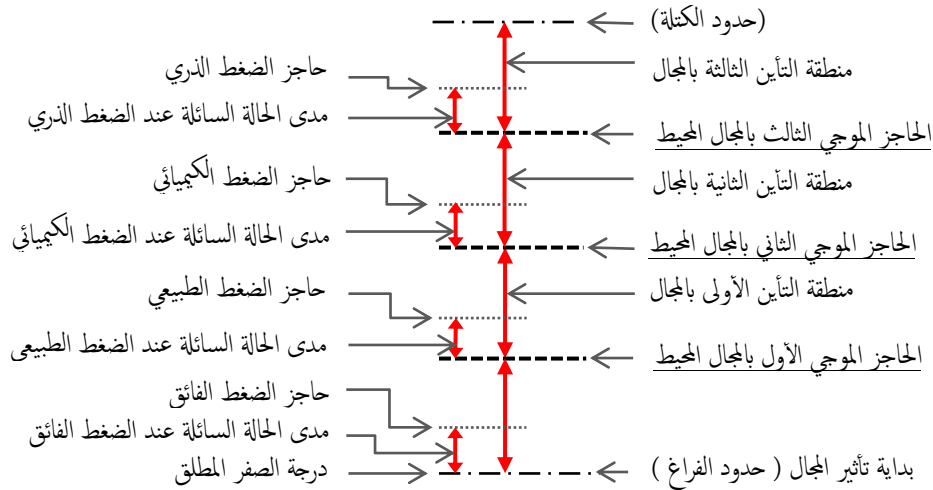 (حدود الكتلة)
منطقة التأين الثالثة بالمجال
حاجز الضغط الذري
مدى الحالة السائلة عند الضغط الذري
الحاجز الموجي الثالث بالمجال المحيط
منطقة التأين الثانية بالمجال
حاجز الضغط الكيميائي
مدى الحالة السائلة عند الضغط الكيميائي
الحاجز الموجي الثاني بالمجال المحيط
منطقة التأين الأولى بالمجال
حاجز الضغط الطبيعي
مدى الحالة السائلة عند الضغط الطبيعي
الحاجز الموجي الأول بالمجال المحيط
حاجز الضغط الفائق
مدى الحالة السائلة عند الضغط الفائق
بداية تأثير المجال ( حدود الفراغ )
درجة الصفر المطلق